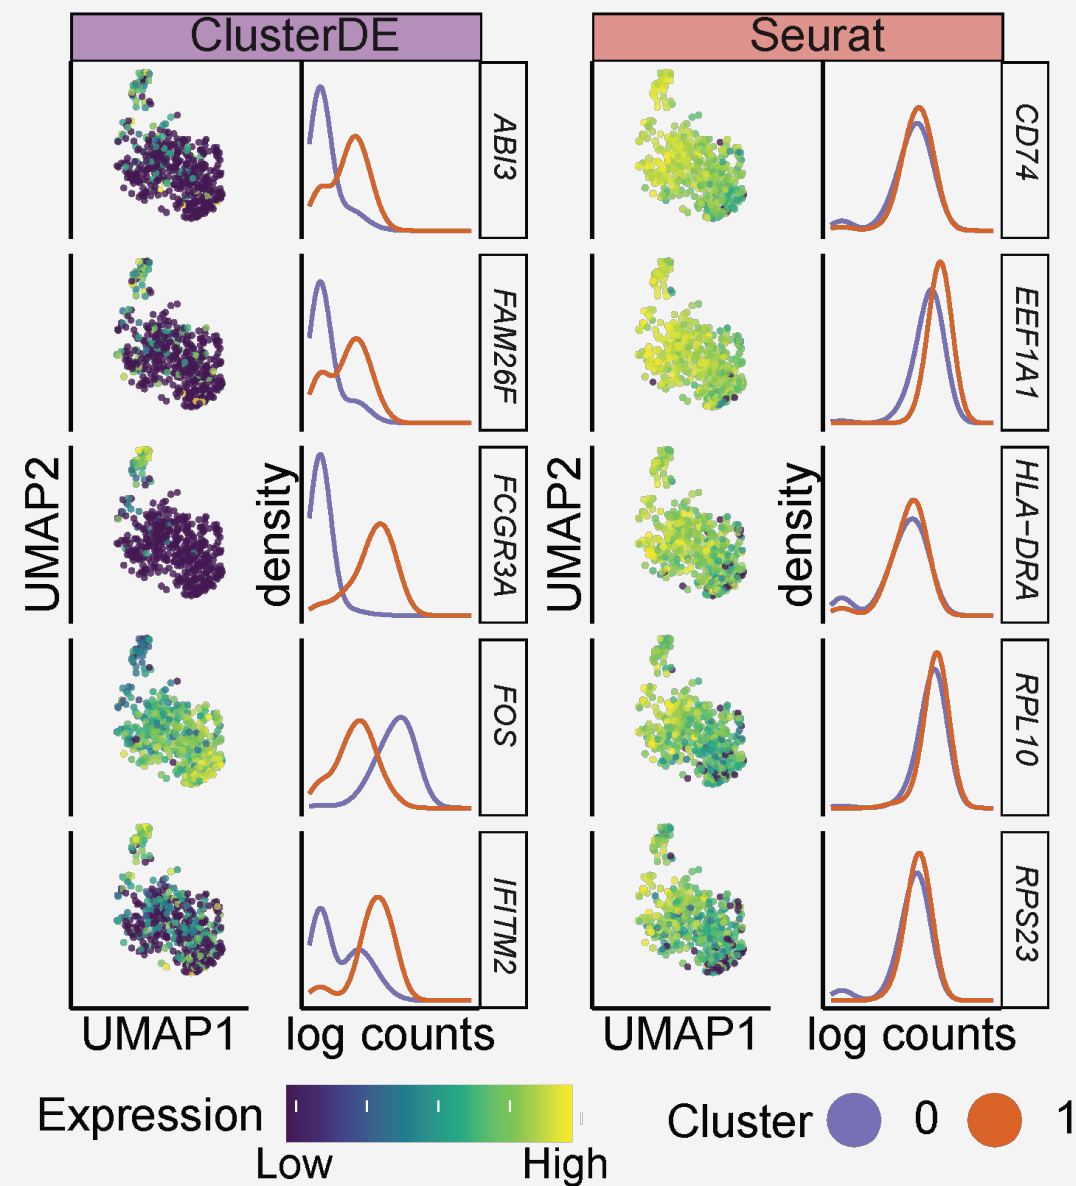 ClusterDE
Seurat
ABI3
CD74
FAM26F
EEF1A1
FCGR3A
HLA−DRA
FOS
RPL10
IFITM2
RPS23
UMAP2
density
UMAP2
density
UMAP1
log counts
UMAP1
log counts
Expression
Low
High
Cluster
0
1